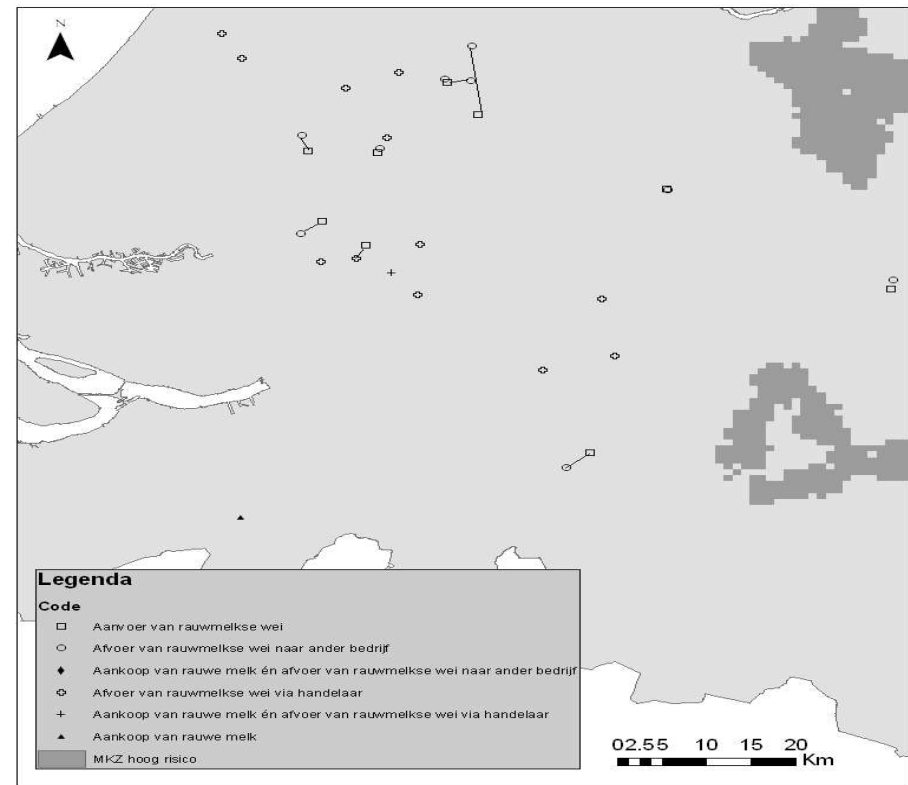 N
Legenda
Code
Aanvoer van rauwmelkse wei
Afvoer van rauwmelkse wei naar ander bedrijf
Aankoop van rauwe melk én afvoer van rauwmelkse wei naar ander bedrijf
Afvoer van rauwmelkse wei via handelaar
Aankoop van rauwe melk én afvoer van rauwmelkse wei via handelaar
Aankoop van rauwe melk
MKZ hoog risico
02.55 10 15 20
Km